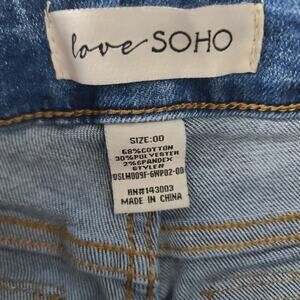 love SOHO
SIZE:00
68%COTTON
30%POLYESTER
2%SPANDEX
STYLE#
RN#143003
MADE IN CHINA